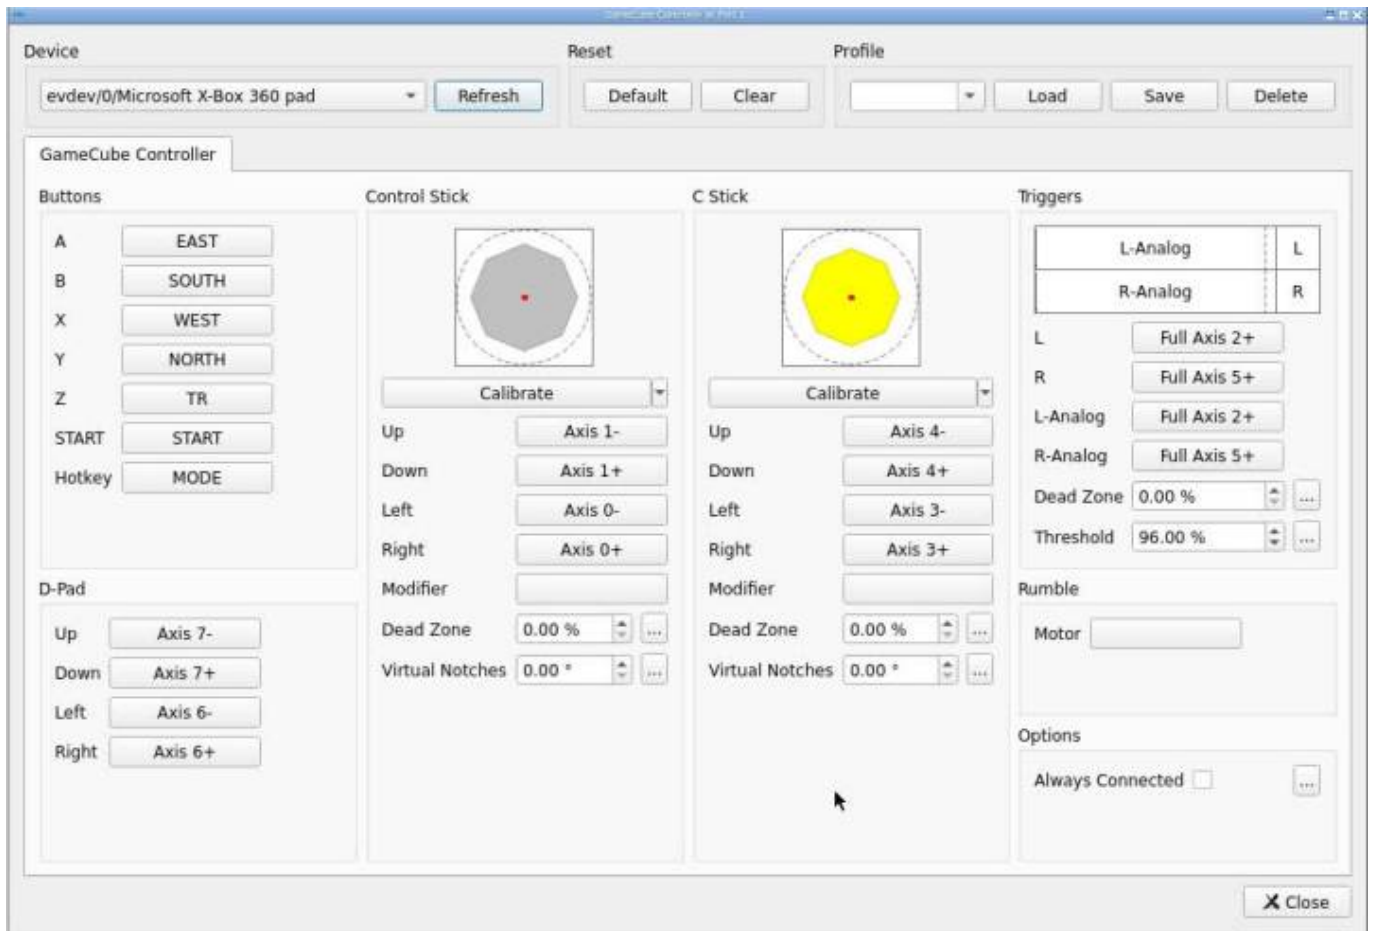 GameCube Controller at Port 1
Device
Reset
Profile
evdev/0/Microsoft X-Box 360 pad
Refresh
Default
Clear
Load
Save
Delete
GameCube Controller
Buttons
A EAST
B SOUTH
X WEST
Y NORTH
Z TR
START START
Hotkey MODE
D-Pad
Up Axis 7-
Down Axis 7+
Left Axis 6-
Right Axis 6+
Control Stick
Calibrate
Up Axis 1-
Down Axis 1+
Left Axis 0-
Right Axis 0+
Modifier
Dead Zone 0.00 % ...
Virtual Notches 0.00 ° ...
C Stick
Calibrate
Up Axis 4-
Down Axis 4+
Left Axis 3-
Right Axis 3+
Modifier
Dead Zone 0.00 % ...
Virtual Notches 0.00 ° ...
Triggers
L-Analog L
R-Analog R
L Full Axis 2+
R Full Axis 5+
L-Analog Full Axis 2+
R-Analog Full Axis 5+
Dead Zone 0.00 % ...
Threshold 96.00 % ...
Rumble
Motor
Options
Always Connected ...
Close